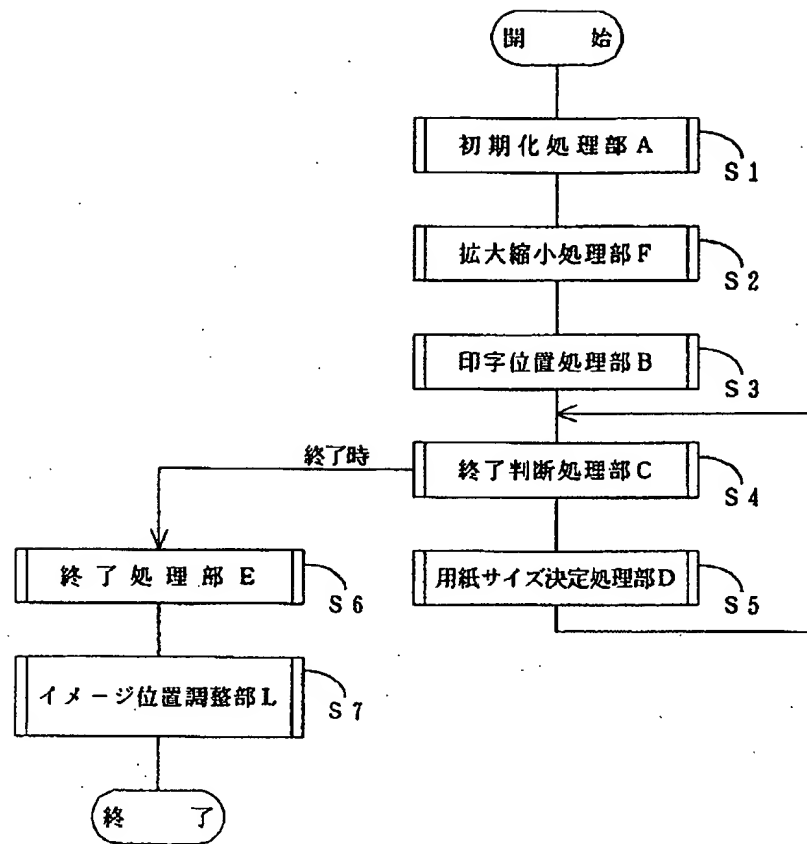 開 始
初期化処理部A
S1
拡大縮小処理部F
S2
印字位置処理部B
S3
終了時
終了判断処理部C
S4
終了処理部E
S6
用紙サイズ決定処理部D
S5
イメージ位置調整部L
S7
終 了